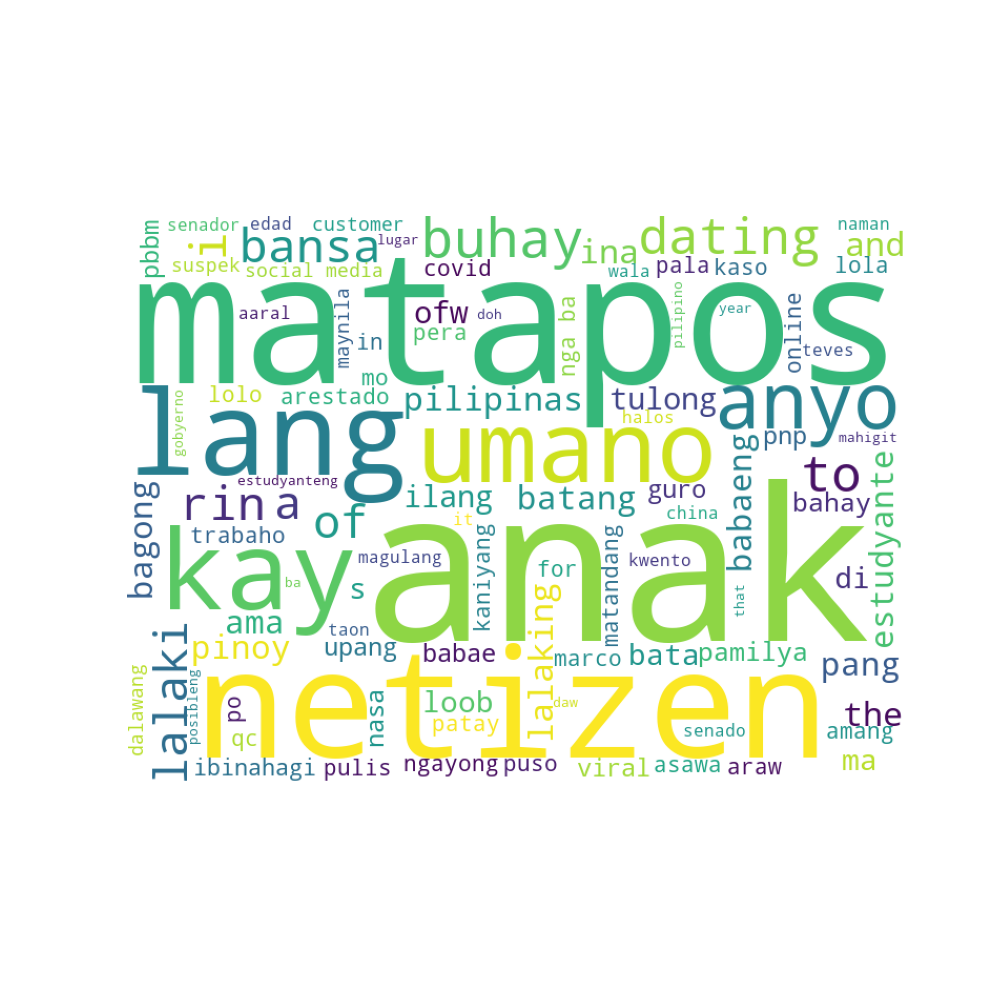 pbbm
senador
edad
customer
i
bansa
lugar
buhay
ina
dating
naman
and
suspek
social media
covid
wala
pala
kaso
lola
matapos
aaral
maynila
ofw
doh
pera
in
nga ba
pilipino
year
online
teves
mo
gobyerno
lolo
arestado
pilipinas
tulong
halos
anyo
lang
umano
pnp
mahigit
babaeng
estudyante
bagong
estudyanteng
rin
a
of
ilang
batang
guro
china
to
bahay
trabaho
kay
magulang
it
kaniyang
anak
for
matandang
kwento
that
di
ba
s
ama
taon
upang
pinoy
babae
lalaking
marco
bata
pamilya
pang
lalaki
dalawang
posibleng
netizen
po
qc
nasa
loob
patay
daw
senado
the
amang
ibinahagi
pulis
ngayong
puso
viral
asawa
araw
ma